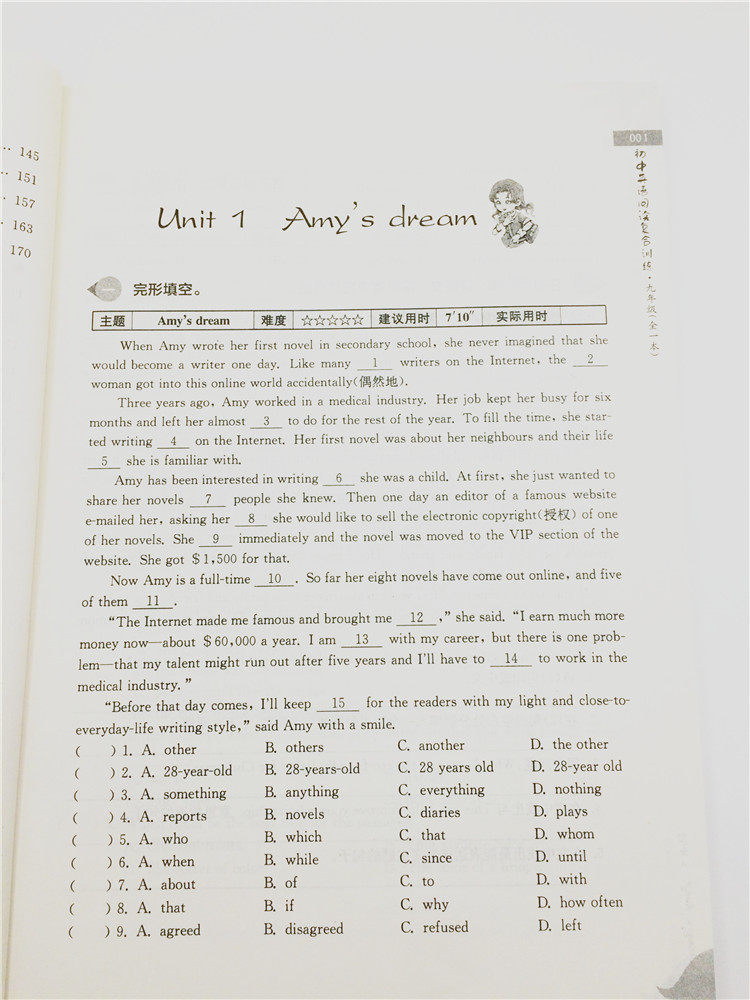 ·· 145
·· 151
· 157
· 163
170
001
初中英语阅读复合训练·九年级(全一本)
Unit 1 Amy's dream
一 完形填空。
主题 Amy's dream 难度 ☆☆☆☆☆ 建议用时 7′10″ 实际用时
When Amy wrote her first novel in secondary school, she never imagined that she
would become a writer one day. Like many 1 writers on the Internet, the 2
woman got into this online world accidentally(偶然地).
Three years ago, Amy worked in a medical industry. Her job kept her busy for six
months and left her almost 3 to do for the rest of the year. To fill the time, she star-
ted writing 4 on the Internet. Her first novel was about her neighbours and their life
5 she is familiar with.
Amy has been interested in writing 6 she was a child. At first, she just wanted to
share her novels 7 people she knew. Then one day an editor of a famous website
e-mailed her, asking her 8 she would like to sell the electronic copyright(授权) of one
of her novels. She 9 immediately and the novel was moved to the VIP section of the
website. She got $1,500 for that.
Now Amy is a full-time 10 . So far her eight novels have come out online, and five
of them 11 .
"The Internet made me famous and brought me 12 ," she said. "I earn much more
money now—about $60,000 a year. I am 13 with my career, but there is one prob-
lem—that my talent might run out after five years and I'll have to 14 to work in the
medical industry."
"Before that day comes, I'll keep 15 for the readers with my light and close-to-
everyday-life writing style," said Amy with a smile.
( ) 1. A. other B. others C. another D. the other
( ) 2. A. 28-year-old B. 28-years-old C. 28 years old D. 28-year old
( ) 3. A. something B. anything C. everything D. nothing
( ) 4. A. reports B. novels C. diaries D. plays
( ) 5. A. who B. which C. that D. whom
( ) 6. A. when B. while C. since D. until
( ) 7. A. about B. of C. to D. with
( ) 8. A. that B. if C. why D. how often
( ) 9. A. agreed B. disagreed C. refused D. left